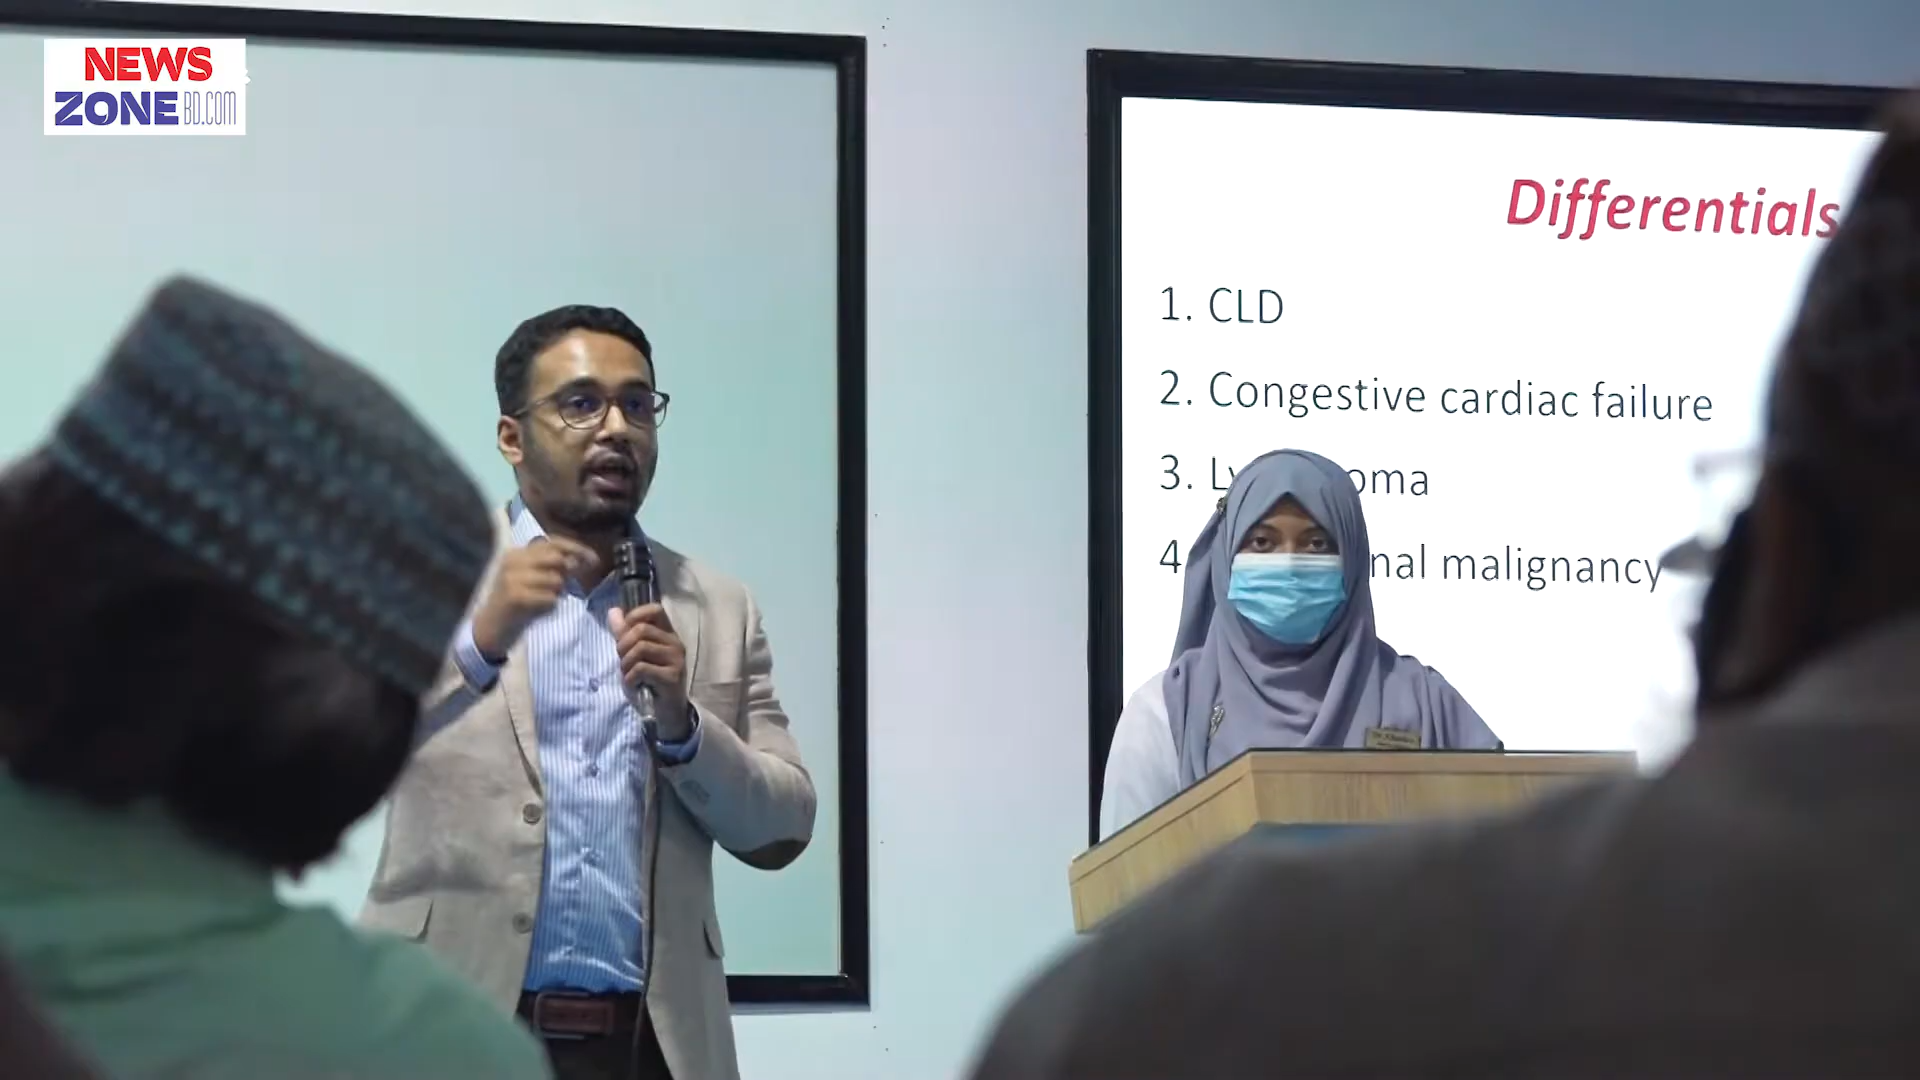 NEWS
ZONE BD.COM
Differentials
1. CLD
2. Congestive cardiac failure
3. L oma
4 nal malignancy